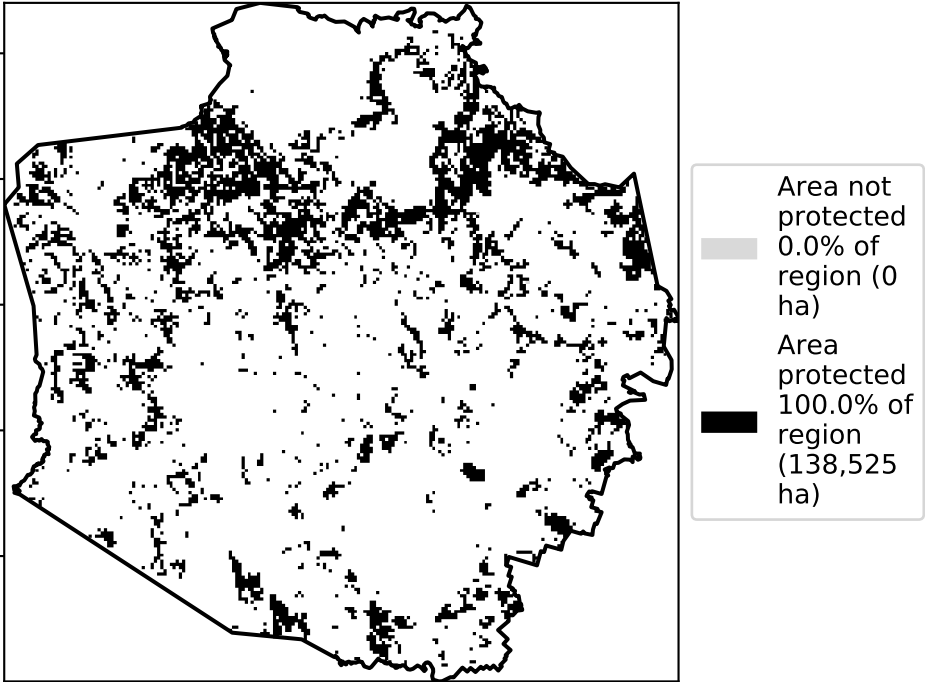 Area not
protected
0.0% of
region (0
ha)
Area
protected
100.0% of
region
(138,525
ha)